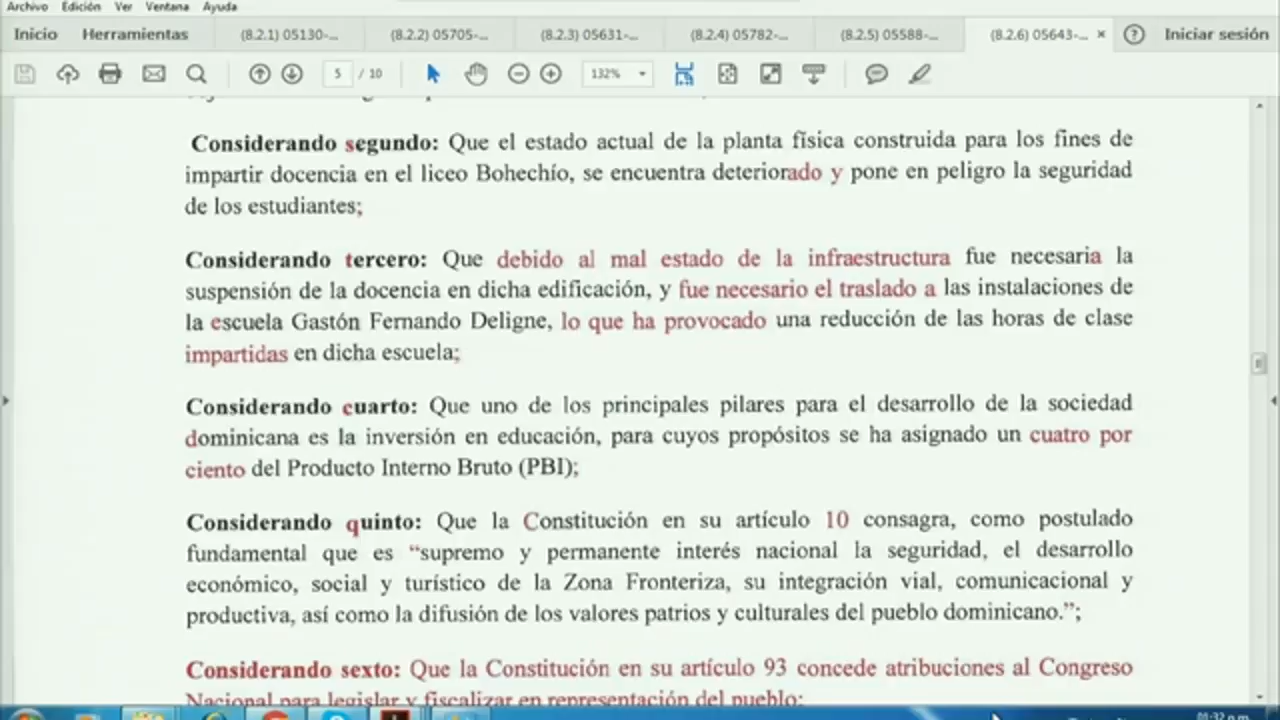 Archivo Edición Ver Ventana Ayuda
Inicio Herramientas (8.2.1) 05130-... (8.2.2) 05705-... (8.2.3) 05631-... (8.2.4) 05782-... (8.2.5) 05588-... (8.2.6) 05643-... × ? Iniciar sesión
5 / 10 132%
Considerando segundo: Que el estado actual de la planta física construida para los fines de
impartir docencia en el liceo Bohechío, se encuentra deteriorado y pone en peligro la seguridad
de los estudiantes;
Considerando tercero: Que debido al mal estado de la infraestructura fue necesaria la
suspensión de la docencia en dicha edificación, y fue necesario el traslado a las instalaciones de
la escuela Gastón Fernando Deligne, lo que ha provocado una reducción de las horas de clase
impartidas en dicha escuela;
Considerando cuarto: Que uno de los principales pilares para el desarrollo de la sociedad
dominicana es la inversión en educación, para cuyos propósitos se ha asignado un cuatro por
ciento del Producto Interno Bruto (PBI);
Considerando quinto: Que la Constitución en su artículo 10 consagra, como postulado
fundamental que es “supremo y permanente interés nacional la seguridad, el desarrollo
económico, social y turístico de la Zona Fronteriza, su integración vial, comunicacional y
productiva, así como la difusión de los valores patrios y culturales del pueblo dominicano.”;
Considerando sexto: Que la Constitución en su artículo 93 concede atribuciones al Congreso
Nacional para legislar y fiscalizar en representación del pueblo;